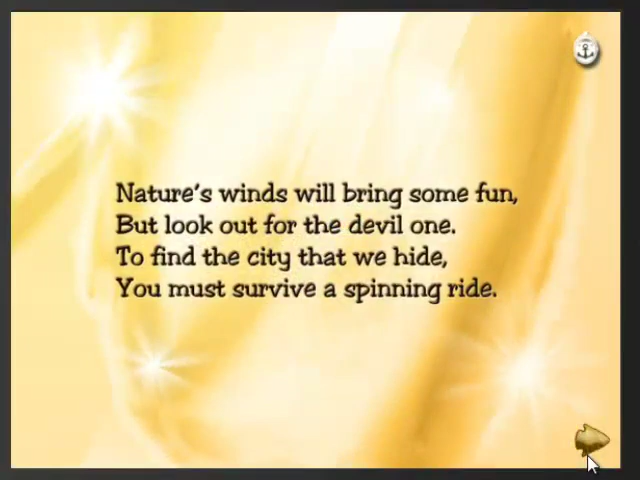 Nature's winds will bring some fun,
But look out for the devil one.
To find the city that we hide,
You must survive a spinning ride.